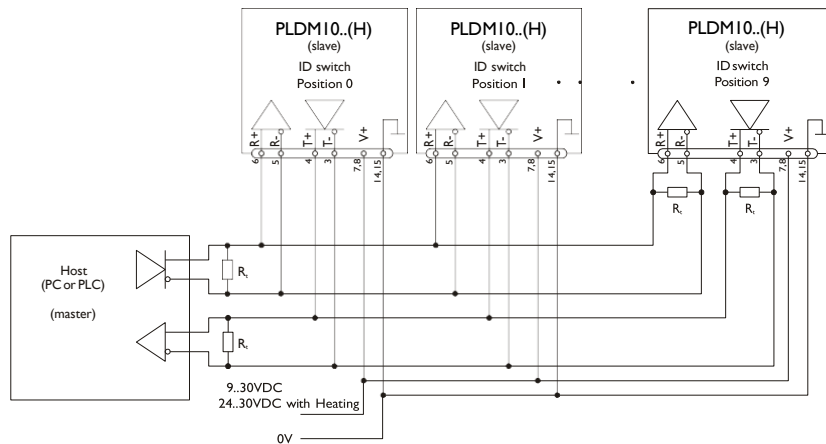 PLDM10..(H)
(slave)
ID switch
Position 0
R+
R-
T+
T-
V+
6
5
4
3
7,8
14,15
PLDM10..(H)
(slave)
ID switch
Position 1
R+
R-
T+
T-
V+
6
5
4
3
7,8
14,15
. . .
PLDM10..(H)
(slave)
ID switch
Position 9
R+
R-
T+
T-
V+
6
5
4
3
7,8
14,15
Rt
Rt
Host
(PC or PLC)
(master)
Rt
Rt
9..30VDC
24..30VDC with Heating
0V